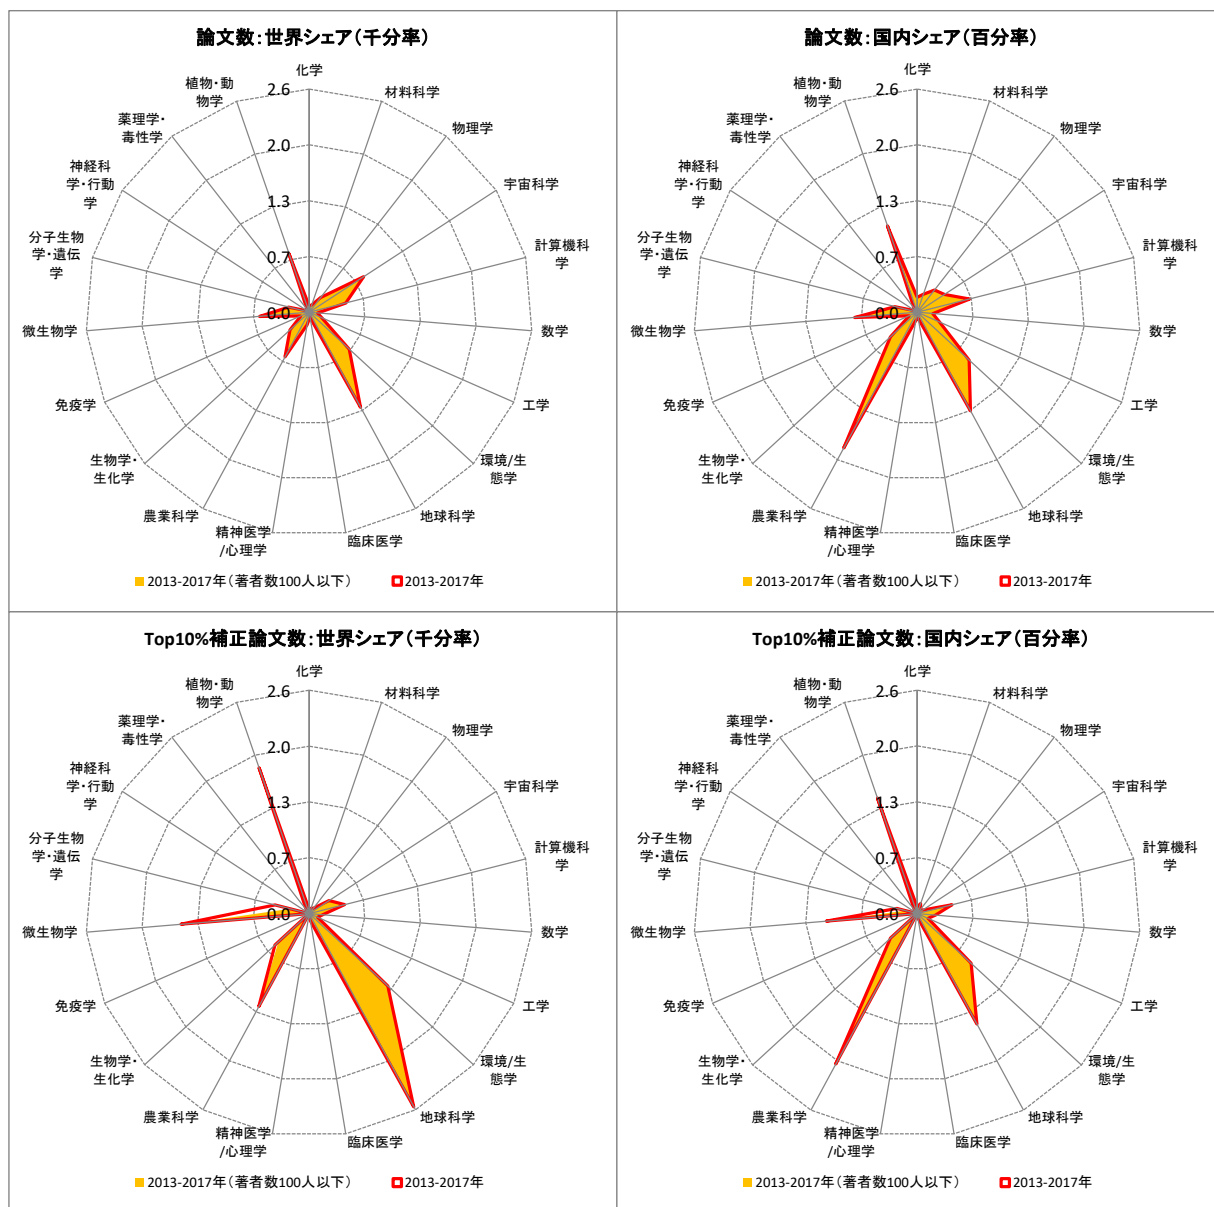 論文数：世界シェア（千分率）
化学
材料科学
物理学
宇宙科学
計算機科
学
数学
工学
環境/生
態学
地球科学
臨床医学
精神医学
/心理学
農業科学
生物学・
生化学
免疫学
微生物学
分子生物
学・遺伝
学
神経科
学・行動
学
薬理学・
毒性学
植物・動
物学
2.6
2.0
1.3
0.7
0.0
2013-2017年（著者数100人以下）
2013-2017年
論文数：国内シェア（百分率）
化学
材料科学
物理学
宇宙科学
計算機科
学
数学
工学
環境/生
態学
地球科学
臨床医学
精神医学
/心理学
農業科学
生物学・
生化学
免疫学
微生物学
分子生物
学・遺伝
学
神経科
学・行動
学
薬理学・
毒性学
植物・動
物学
2.6
2.0
1.3
0.7
0.0
2013-2017年（著者数100人以下）
2013-2017年
Top10%補正論文数：世界シェア（千分率）
化学
材料科学
物理学
宇宙科学
計算機科
学
数学
工学
環境/生
態学
地球科学
臨床医学
精神医学
/心理学
農業科学
生物学・
生化学
免疫学
微生物学
分子生物
学・遺伝
学
神経科
学・行動
学
薬理学・
毒性学
植物・動
物学
2.6
2.0
1.3
0.7
0.0
2013-2017年（著者数100人以下）
2013-2017年
Top10%補正論文数：国内シェア（百分率）
化学
材料科学
物理学
宇宙科学
計算機科
学
数学
工学
環境/生
態学
地球科学
臨床医学
精神医学
/心理学
農業科学
生物学・
生化学
免疫学
微生物学
分子生物
学・遺伝
学
神経科
学・行動
学
薬理学・
毒性学
植物・動
物学
2.6
2.0
1.3
0.7
0.0
2013-2017年（著者数100人以下）
2013-2017年